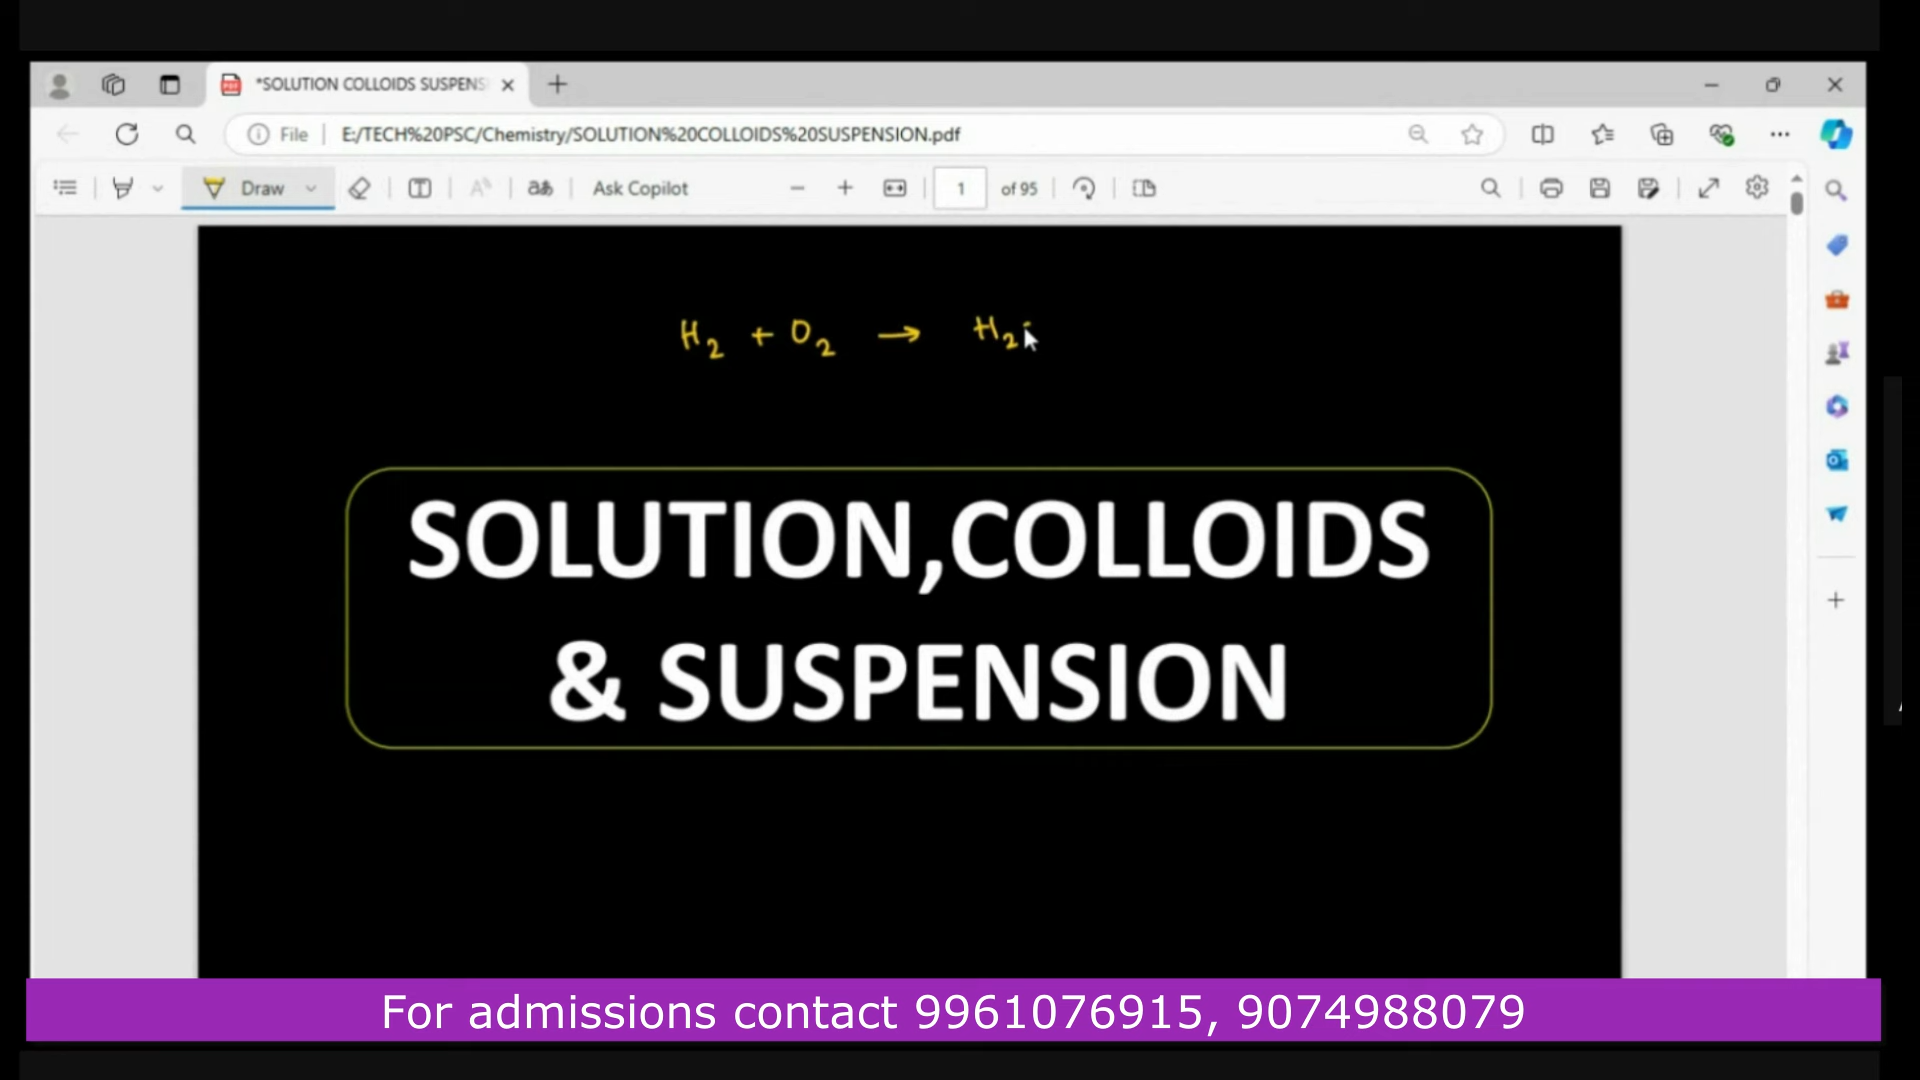 *SOLUTION COLLOIDS SUSPENS
File
E:/TECH%20PSC/Chemistry/SOLUTION%20COLLOIDS%20SUSPENSION.pdf
Draw
Ask Copilot
1 of 95
H2 + O2 → H2
SOLUTION,COLLOIDS
& SUSPENSION
For admissions contact 9961076915, 9074988079